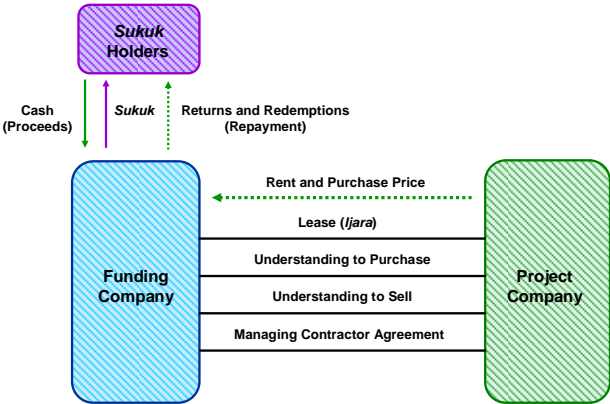 Sukuk
Holders
Cash
(Proceeds)
Sukuk
Returns and Redemptions
(Repayment)
Rent and Purchase Price
Lease (Ijara)
Understanding to Purchase
Funding
Company
Project
Company
Understanding to Sell
Managing Contractor Agreement